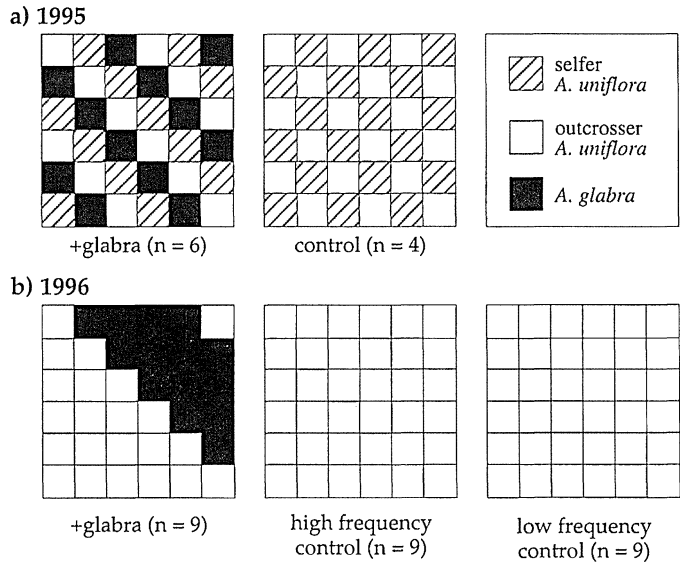 a) 1995
selfer
A. uniflora
outcrosser
A. uniflora
A. glabra
+glabra (n = 6)
control (n = 4)
b) 1996
+glabra (n = 9)
high frequency
control (n = 9)
low frequency
control (n = 9)